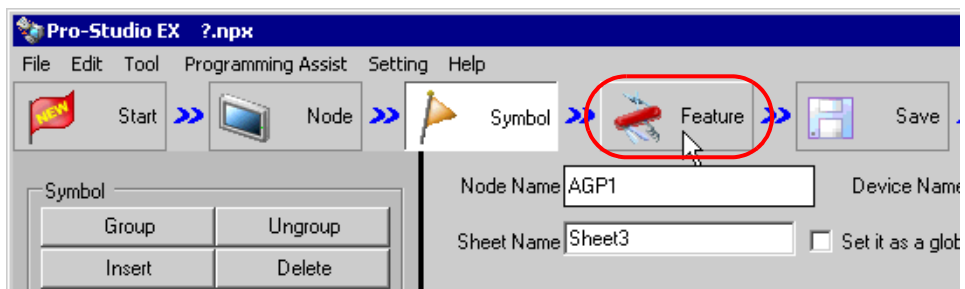 Pro-Studio EX ?.npx
File Edit Tool Programming Assist Setting Help
NEW Start Node Symbol Feature Save
Symbol
Group Ungroup
Insert Delete
Node Name AGP1 Device Name
Sheet Name Sheet3 Set it as a glob